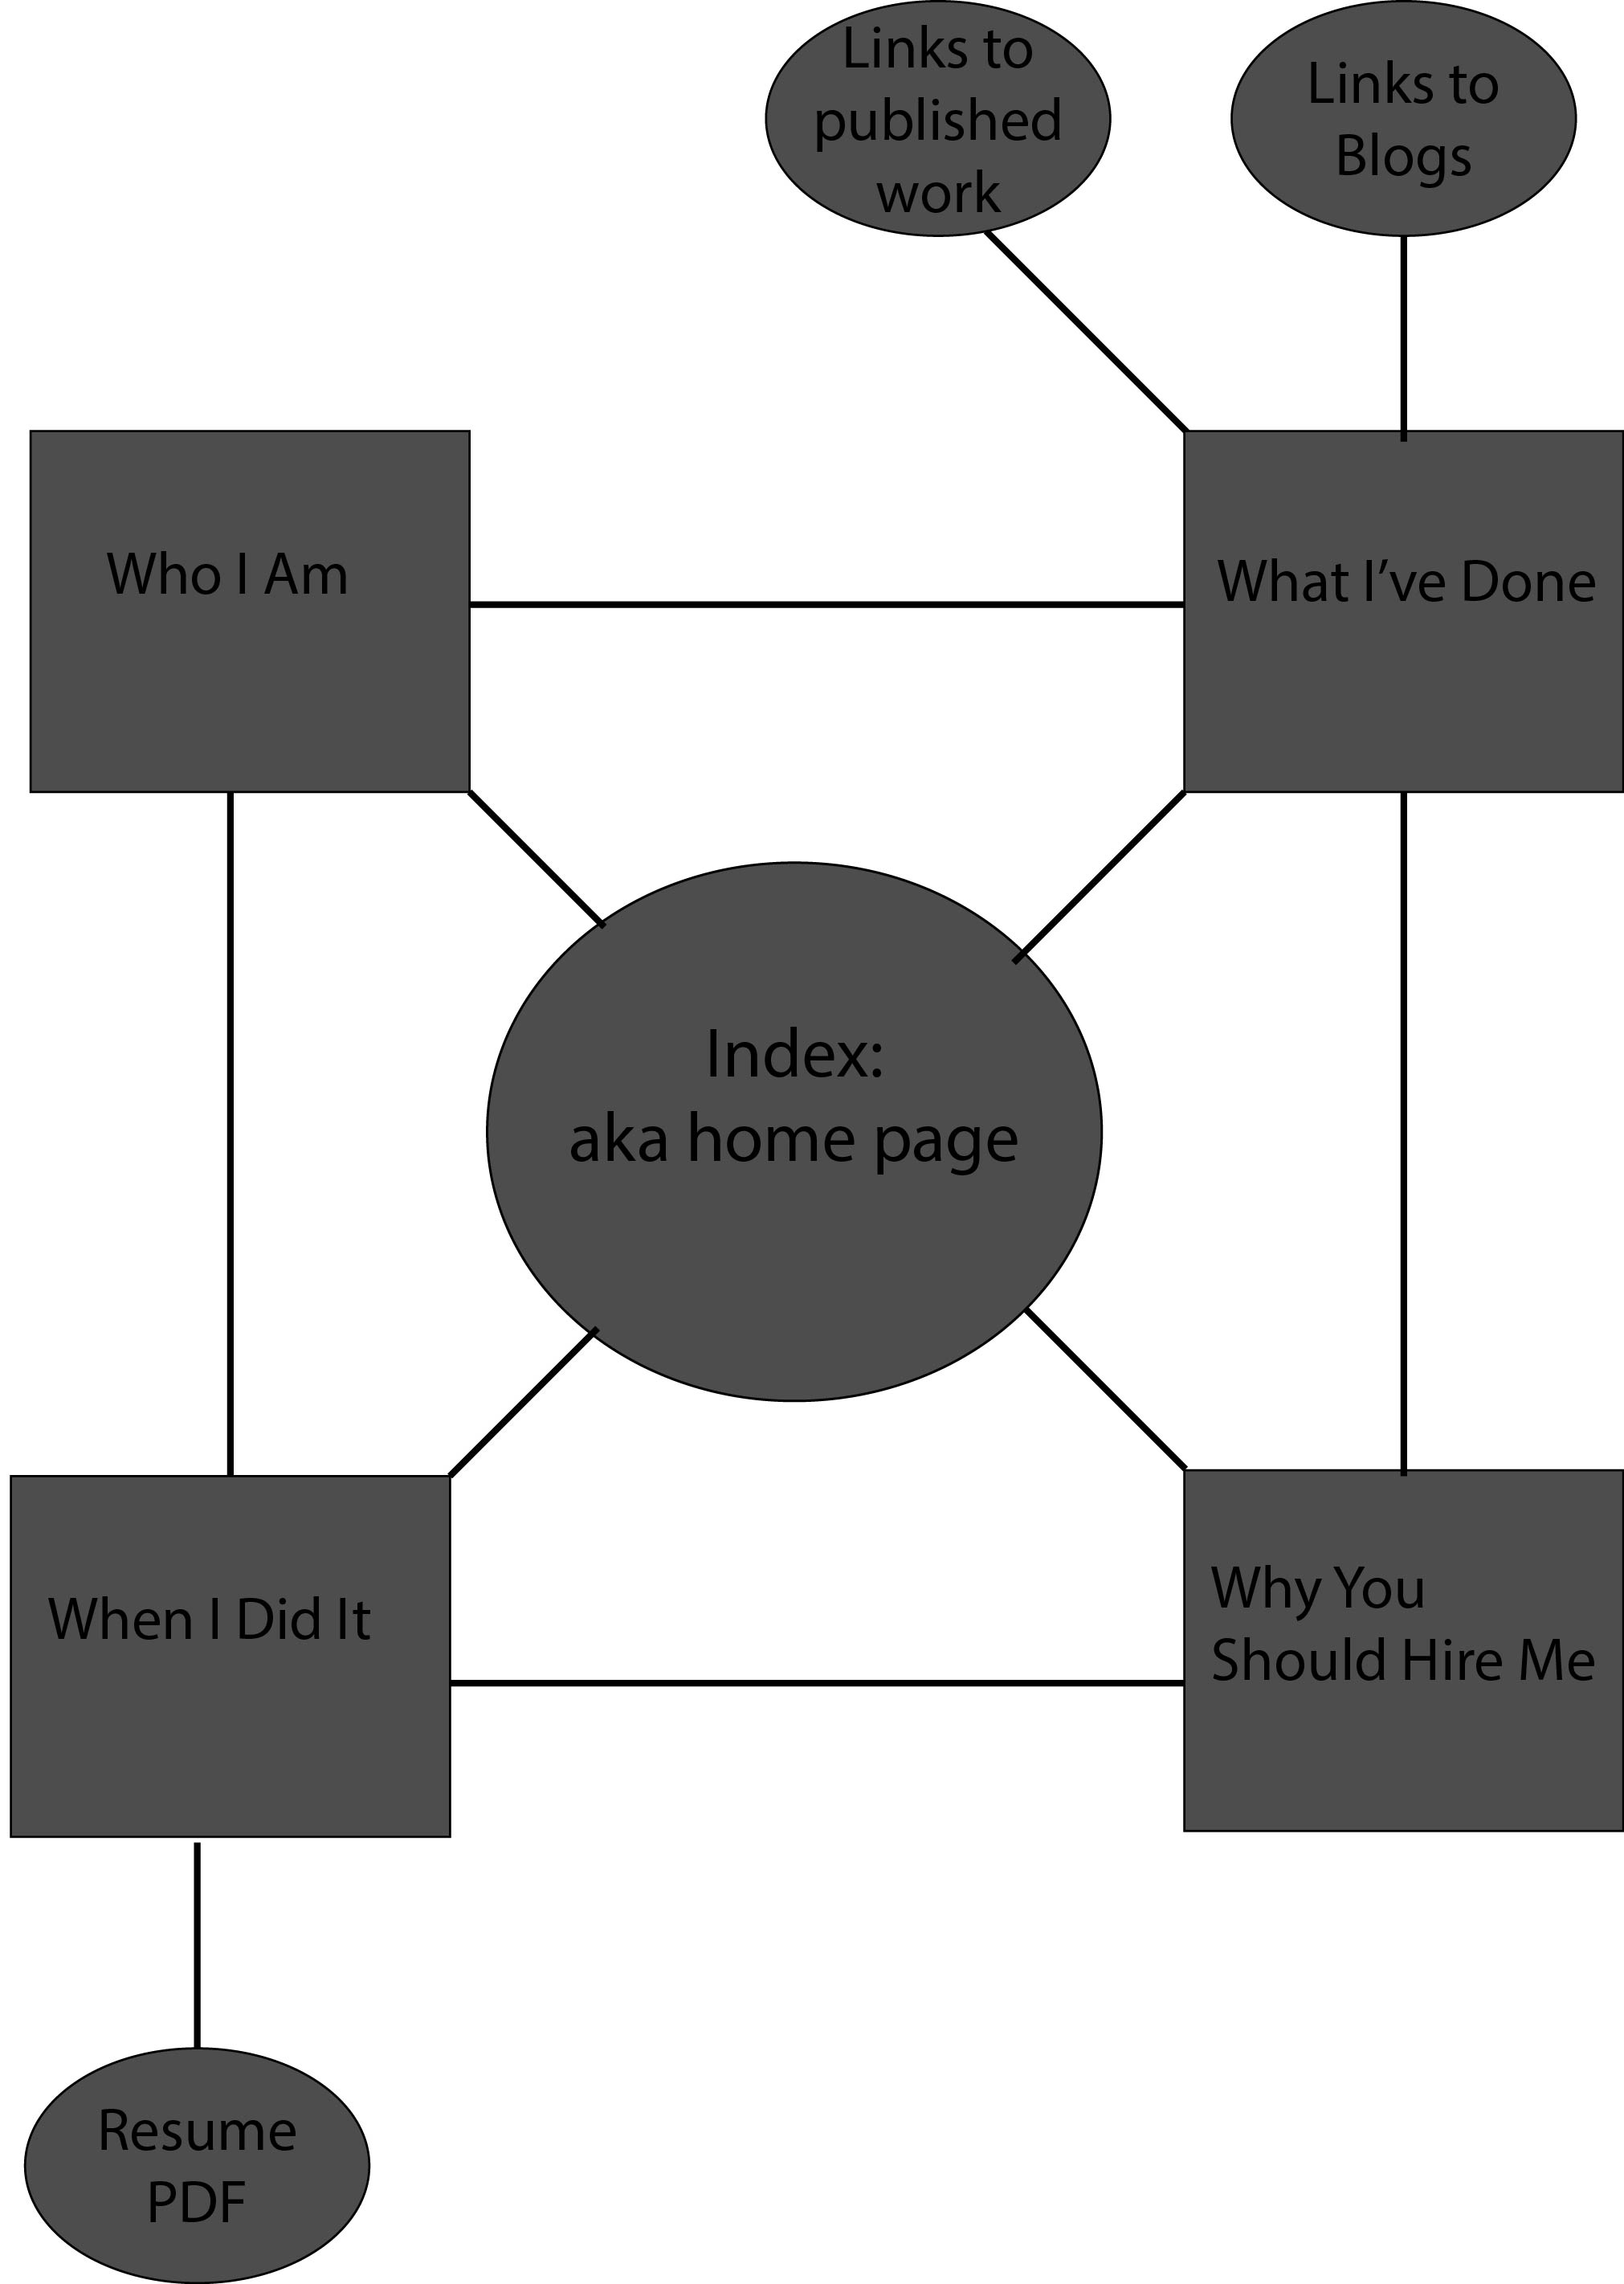 Links to
published
work
Links to
Blogs
Who I Am
What I’ve Done
Index:
aka home page
When I Did It
Why You
Should Hire Me
Resume
PDF